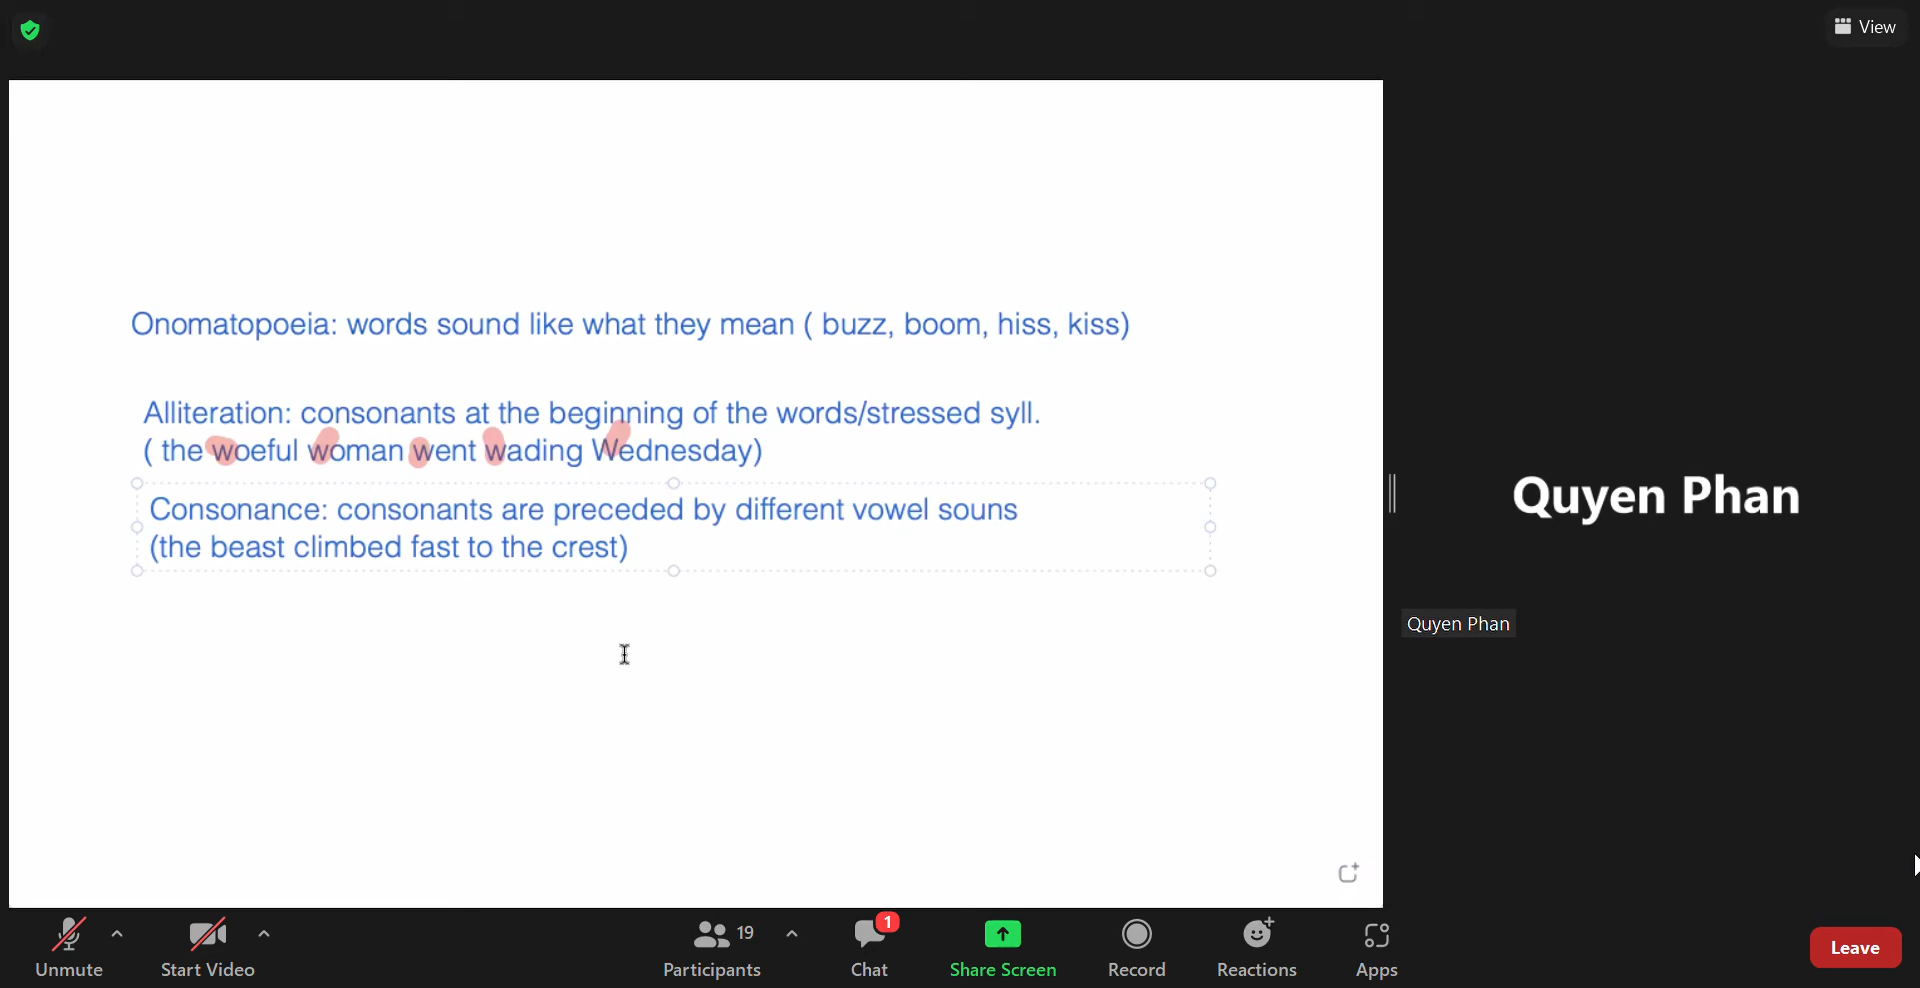 View
Onomatopoeia: words sound like what they mean ( buzz, boom, hiss, kiss)
Alliteration: consonants at the beginning of the words/stressed syll.
( the woeful woman went wading Wednesday)
Consonance: consonants are preceded by different vowel souns
(the beast climbed fast to the crest)
Quyen Phan
Quyen Phan
19
1
Unmute
Start Video
Participants
Chat
Share Screen
Record
Reactions
Apps
Leave